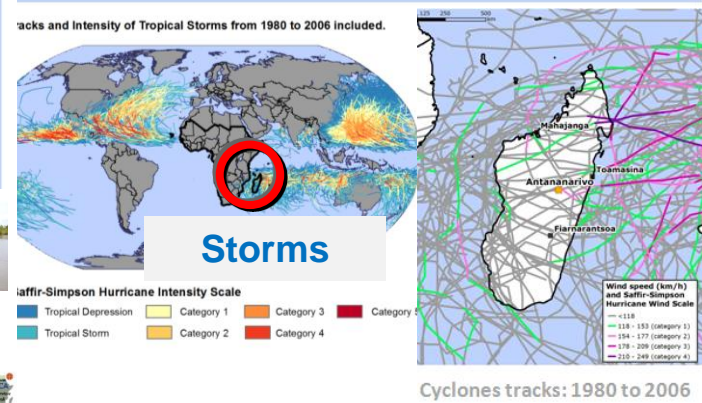 racks and Intensity of Tropical Storms from 1980 to 2006 included.
Storms
Saffir-Simpson Hurricane Intensity Scale
Tropical Depression
Category 1
Category 3
Category 5
Tropical Storm
Category 2
Category 4
125 250 500
Mahajanga
Toamasina
Antananarivo
Fiarnarantsoa
Wind speed (km/h)
and Saffir-Simpson
Hurricane Wind Scale
<118
118 - 153 (category 1)
154 - 177 (category 2)
178 - 209 (category 3)
210 - 249 (category 4)
Cyclones tracks: 1980 to 2006